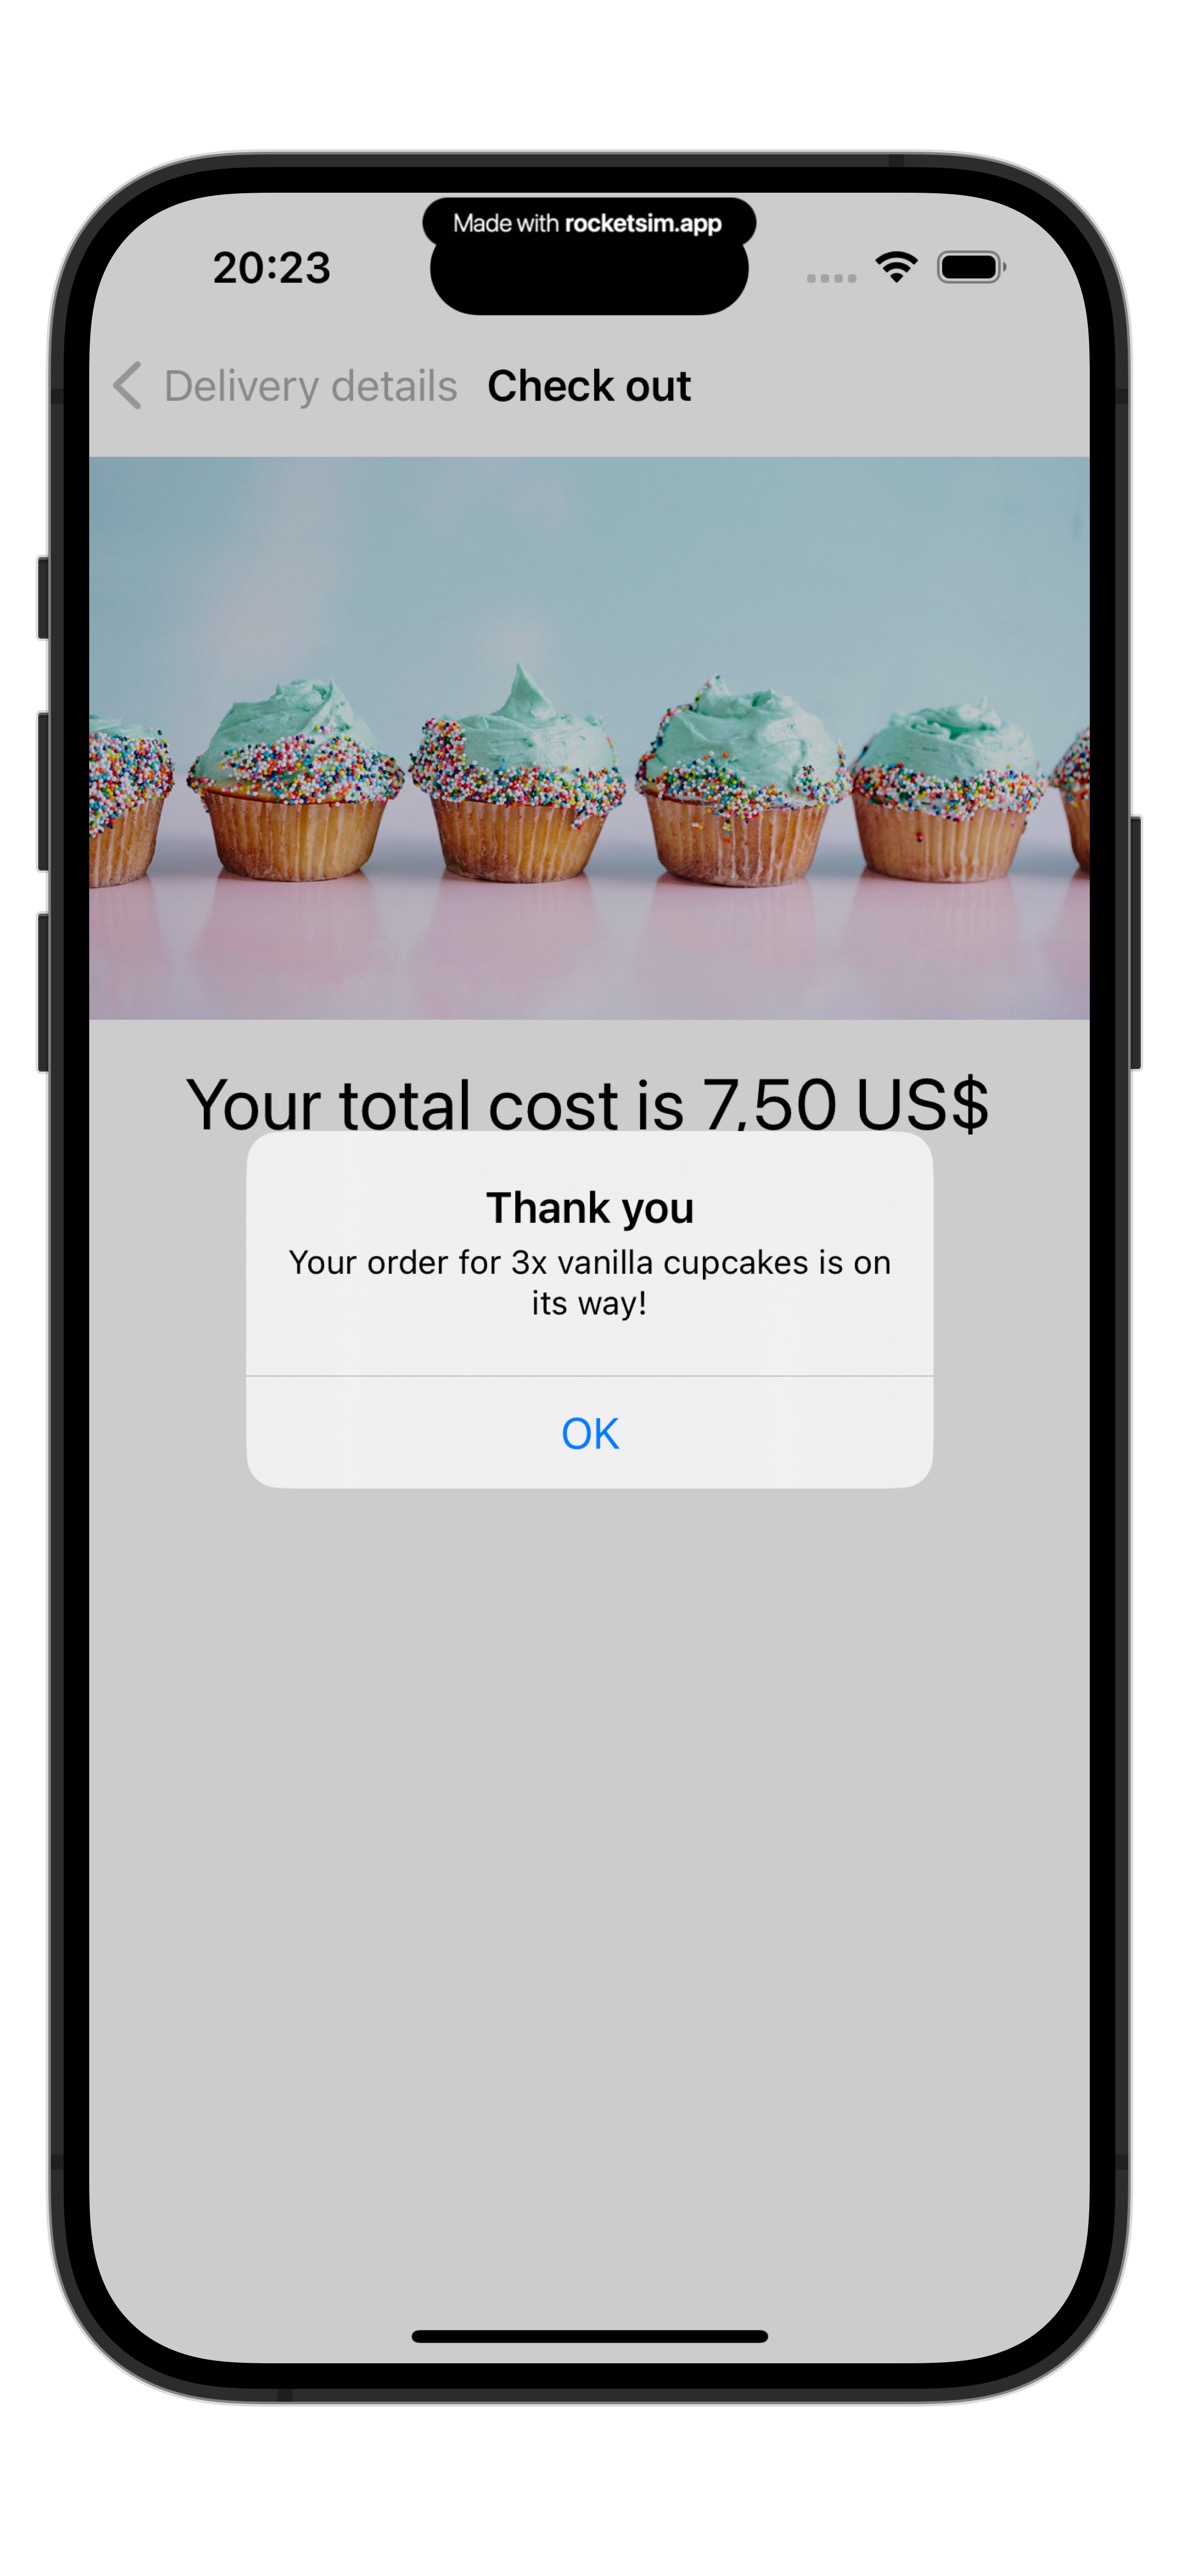 Made with rocketsim.app
20:23
Delivery details Check out
Your total cost is 7,50 US$
Thank you
Your order for 3x vanilla cupcakes is on
its way!
OK